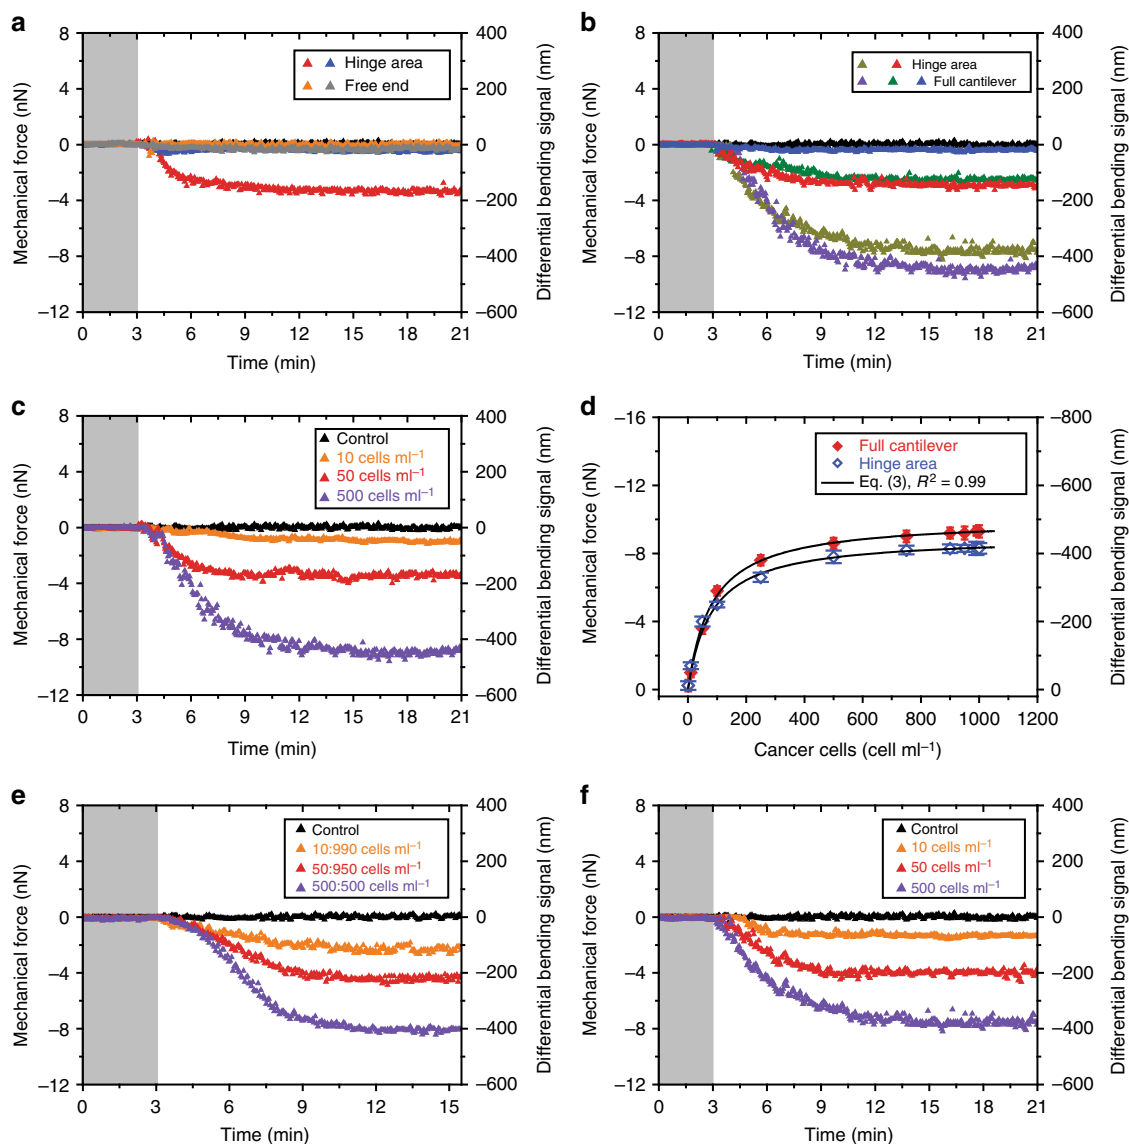 a
8
4
0
−4
−8
−12
Mechanical force (nN)
400
200
0
−200
−400
−600
Differential bending signal (nm)
Hinge area
Free end
0 3 6 9 12 15 18 21
Time (min)
b
8
4
0
−4
−8
−12
Mechanical force (nN)
400
200
0
−200
−400
−600
Differential bending signal (nm)
Hinge area
Full cantilever
0 3 6 9 12 15 18 21
Time (min)
c
8
4
0
−4
−8
−12
Mechanical force (nN)
400
200
0
−200
−400
−600
Differential bending signal (nm)
Control
10 cells ml⁻¹
50 cells ml⁻¹
500 cells ml⁻¹
0 3 6 9 12 15 18 21
Time (min)
d
−16
−12
−8
−4
0
Mechanical force (nN)
−800
−600
−400
−200
0
Differential bending signal (nm)
Full cantilever
Hinge area
Eq. (3), R² = 0.99
0 200 400 600 800 1000 1200
Cancer cells (cell ml⁻¹)
e
8
4
0
−4
−8
−12
Mechanical force (nN)
400
200
0
−200
−400
−600
Differential bending signal (nm)
Control
10:990 cells ml⁻¹
50:950 cells ml⁻¹
500:500 cells ml⁻¹
0 3 6 9 12 15
Time (min)
f
8
4
0
−4
−8
−12
Mechanical force (nN)
400
200
0
−200
−400
−600
Differential bending signal (nm)
Control
10 cells ml⁻¹
50 cells ml⁻¹
500 cells ml⁻¹
0 3 6 9 12 15 18 21
Time (min)